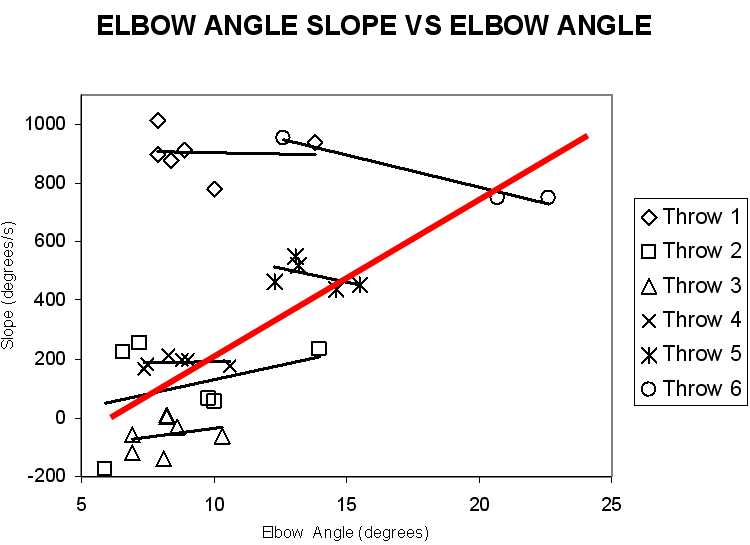 ELBOW ANGLE SLOPE VS ELBOW ANGLE
1000
800
600
400
200
0
-200
Slope (degrees/s)
5
10
15
20
25
Elbow Angle (degrees)
Throw 1
Throw 2
Throw 3
Throw 4
Throw 5
Throw 6